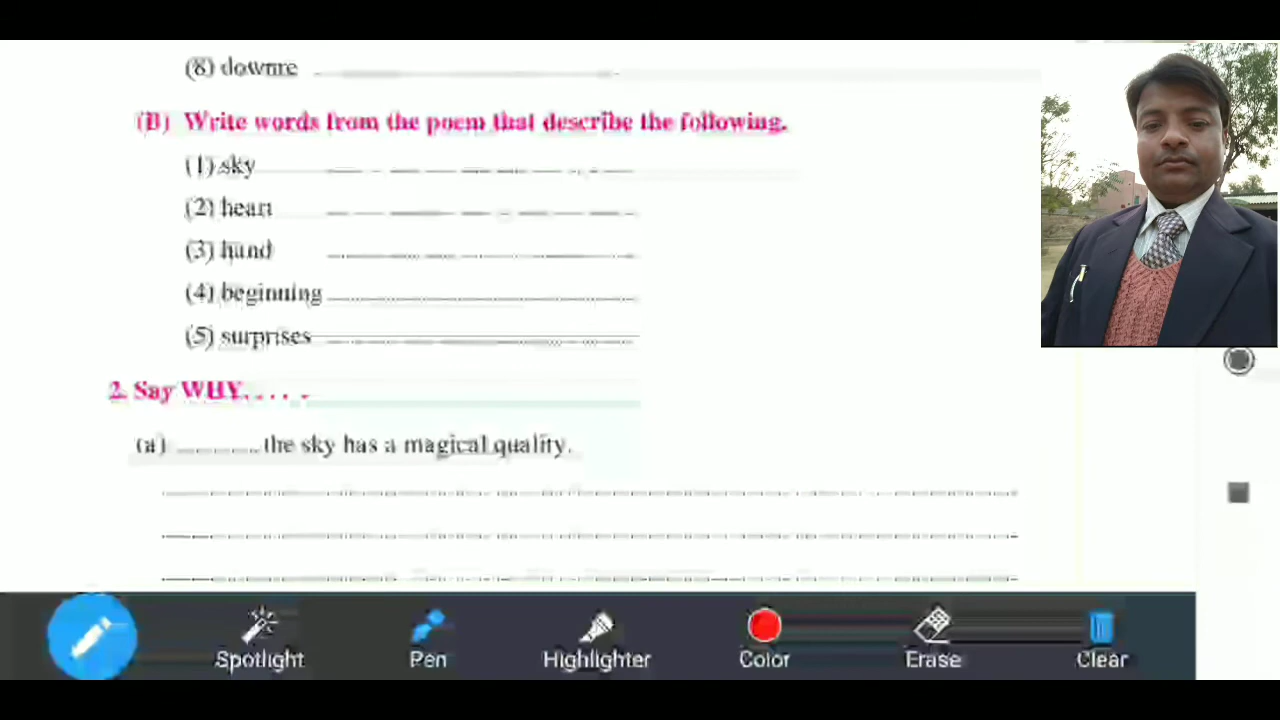 (8) downre
(B) Write words from the poem that describe the following.
(1) sky
(2) heart
(3) hand
(4) beginning
(5) surprises
2. Say WHY. . . . .
(a) ............ the sky has a magical quality.
Spotlight Pen Highlighter Color Erase Clear